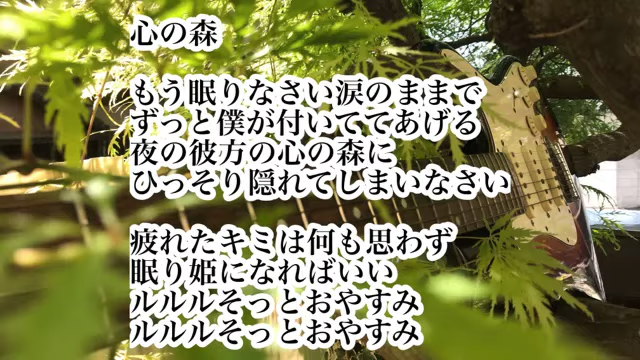 心の森
もう眠りなさい涙のままで
ずっと僕が付いててあげる
夜の彼方の心の森に
ひっそり隠れてしまいなさい
疲れたキミは何も思わず
眠り姫になればいい
ルルルそっとおやすみ
ルルルそっとおやすみ